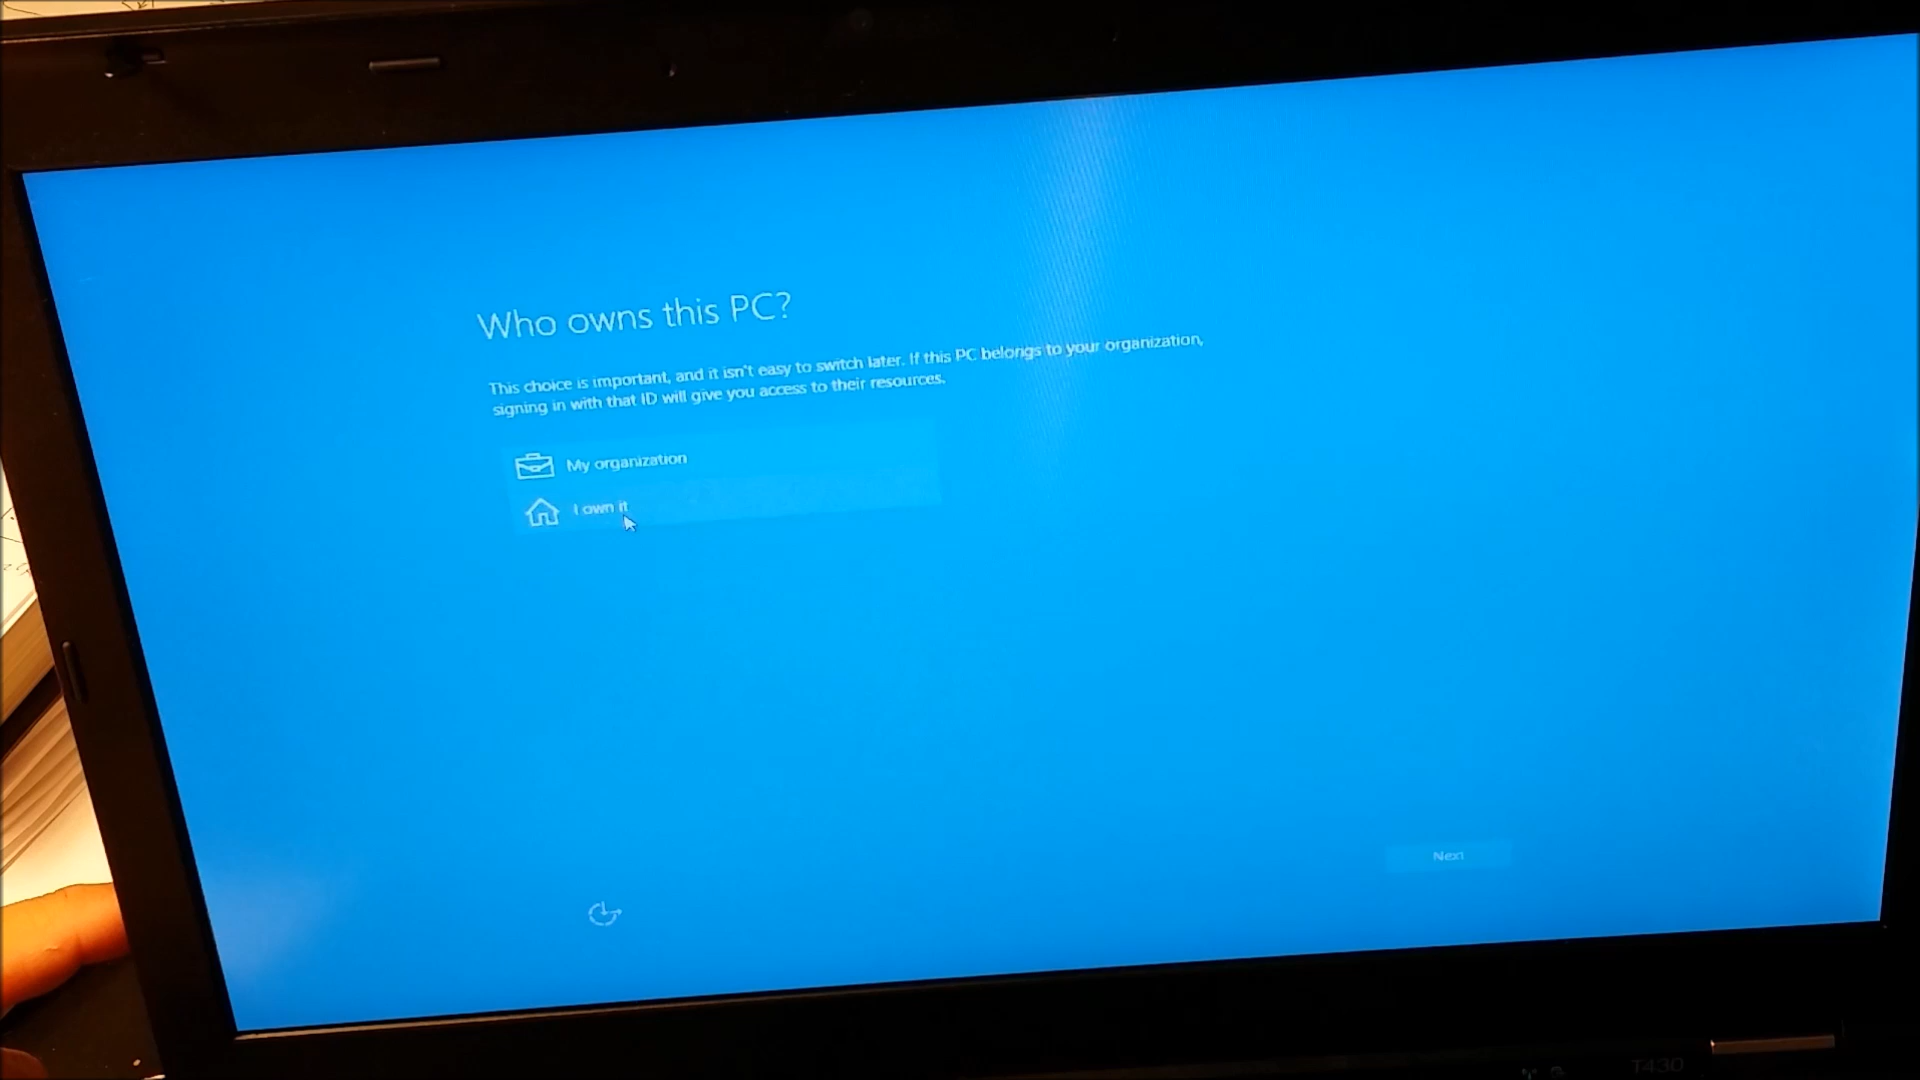 Who owns this PC?
This choice is important, and it isn't easy to switch later. If this PC belongs to your organization,
signing in with that ID will give you access to their resources.
My organization
I own it
Next
T430